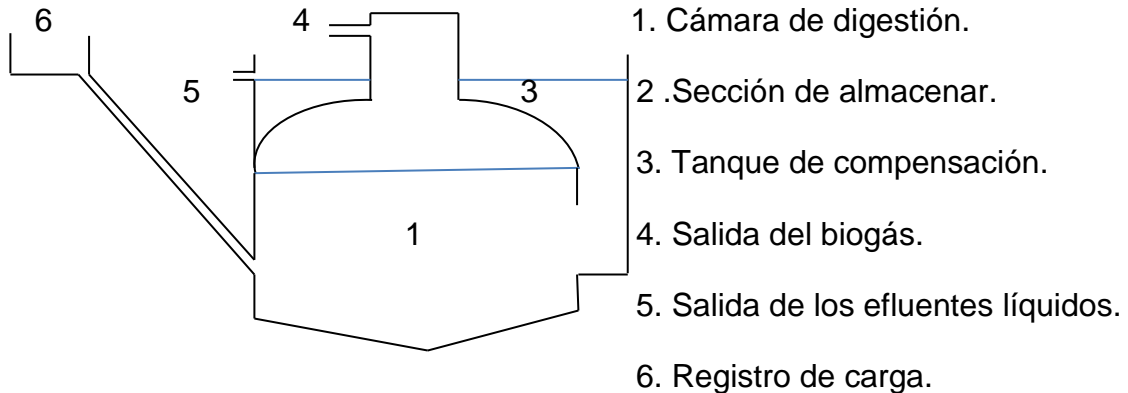 6
4
5
3
1
1. Cámara de digestión.
2 .Sección de almacenar.
3. Tanque de compensación.
4. Salida del biogás.
5. Salida de los efluentes líquidos.
6. Registro de carga.